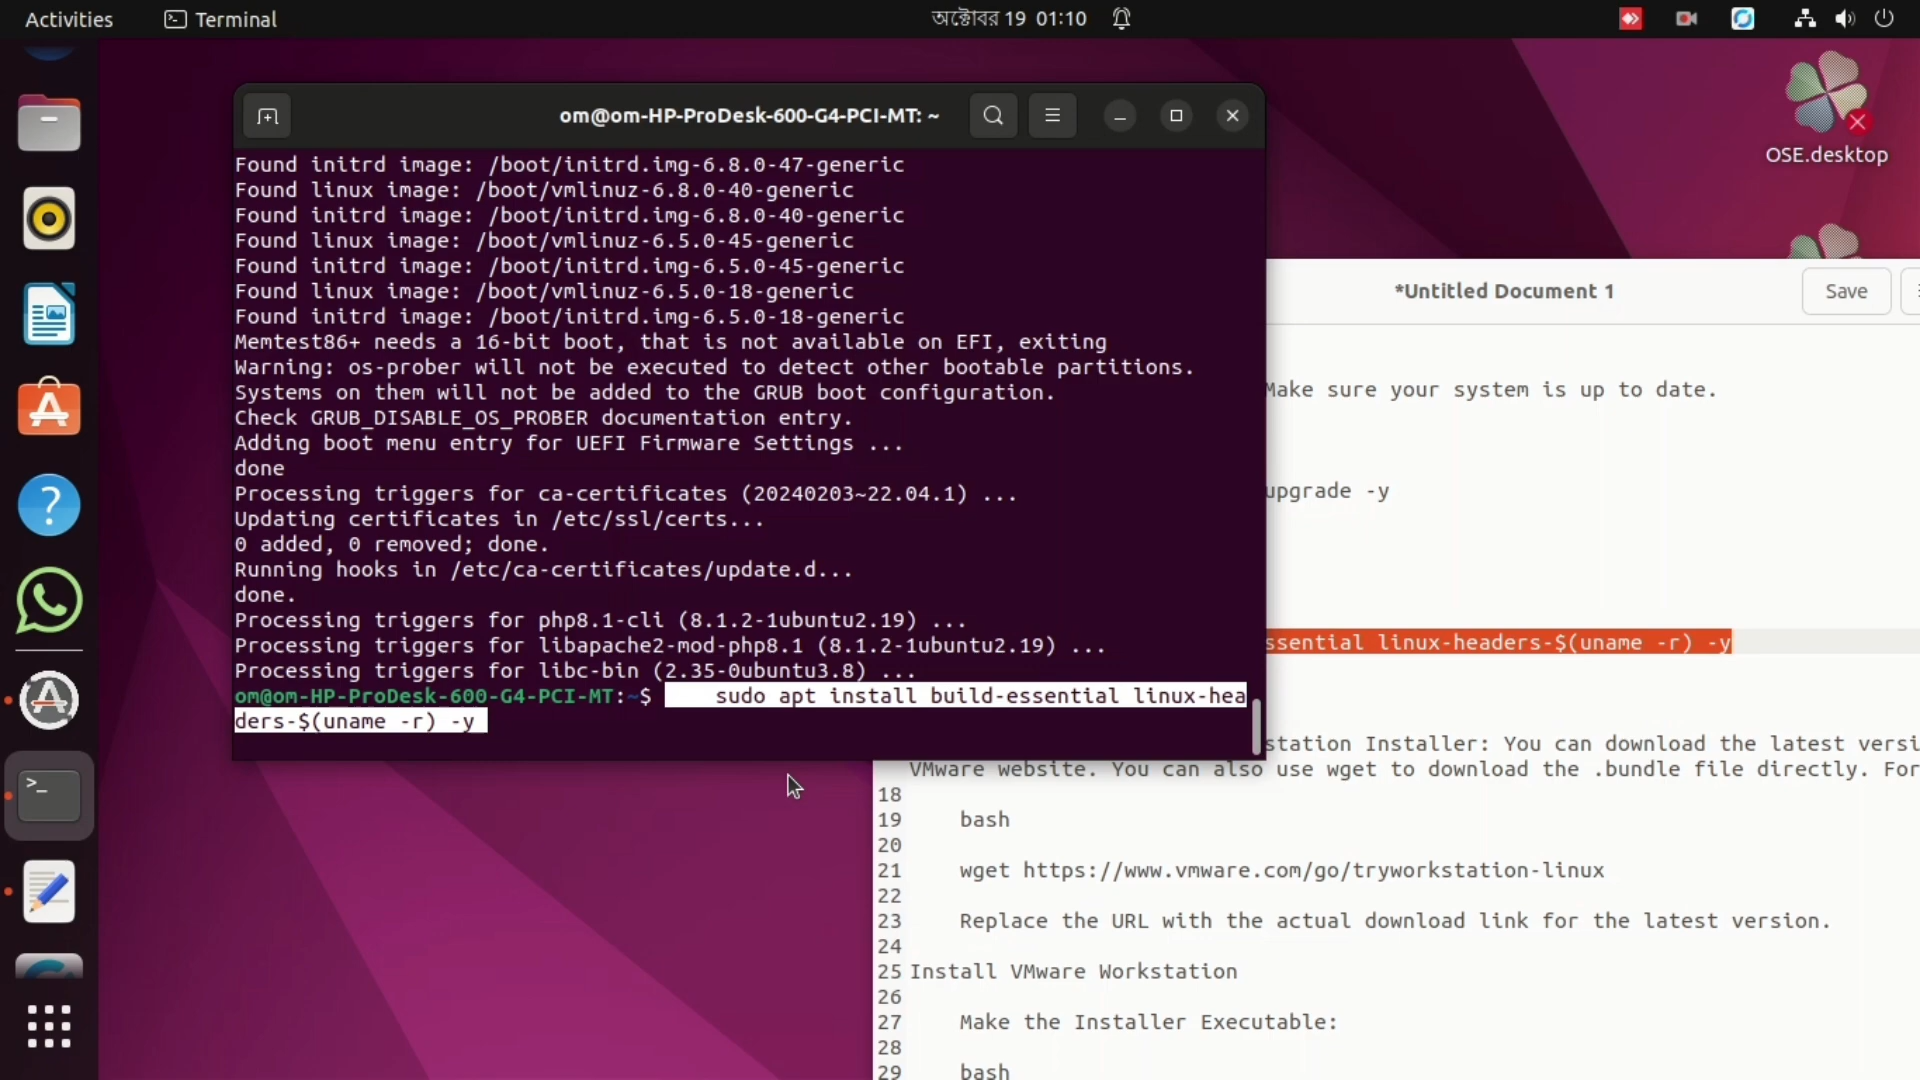 Activities
Terminal
অক্টোবর 19 01:10
om@om-HP-ProDesk-600-G4-PCI-MT: ~
Found initrd image: /boot/initrd.img-6.8.0-47-generic
Found linux image: /boot/vmlinuz-6.8.0-40-generic
Found initrd image: /boot/initrd.img-6.8.0-40-generic
Found linux image: /boot/vmlinuz-6.5.0-45-generic
Found initrd image: /boot/initrd.img-6.5.0-45-generic
Found linux image: /boot/vmlinuz-6.5.0-18-generic
Found initrd image: /boot/initrd.img-6.5.0-18-generic
Memtest86+ needs a 16-bit boot, that is not available on EFI, exiting
Warning: os-prober will not be executed to detect other bootable partitions.
Systems on them will not be added to the GRUB boot configuration.
Check GRUB_DISABLE_OS_PROBER documentation entry.
Adding boot menu entry for UEFI Firmware Settings ...
done
Processing triggers for ca-certificates (20240203~22.04.1) ...
Updating certificates in /etc/ssl/certs...
0 added, 0 removed; done.
Running hooks in /etc/ca-certificates/update.d...
done.
Processing triggers for php8.1-cli (8.1.2-1ubuntu2.19) ...
Processing triggers for libapache2-mod-php8.1 (8.1.2-1ubuntu2.19) ...
Processing triggers for libc-bin (2.35-0ubuntu3.8) ...
om@om-HP-ProDesk-600-G4-PCI-MT:~$     sudo apt install build-essential linux-hea
ders-$(uname -r) -y
OSE.desktop
*Untitled Document 1
Save
Make sure your system is up to date.
upgrade -y
ssential linux-headers-$(uname -r) -y
station Installer: You can download the latest versi
VMware website. You can also use wget to download the .bundle file directly. For
18
19 bash
20
21 wget https://www.vmware.com/go/tryworkstation-linux
22
23 Replace the URL with the actual download link for the latest version.
24
25 Install VMware Workstation
26
27 Make the Installer Executable:
28
29 bash